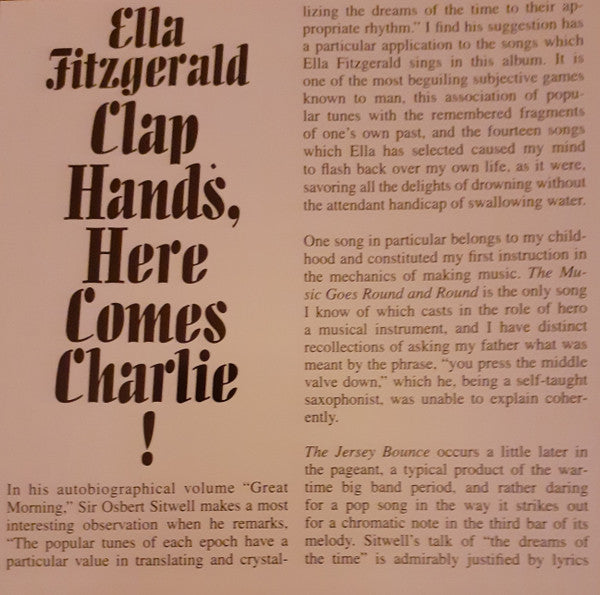 Ella
Fitzgerald
Clap
Hands,
Here
Comes
Charlie
!
In his autobiographical volume “Great
Morning,” Sir Osbert Sitwell makes a most
interesting observation when he remarks,
“The popular tunes of each epoch have a
particular value in translating and crystal-
lizing the dreams of the time to their ap-
propriate rhythm.” I find his suggestion has
a particular application to the songs which
Ella Fitzgerald sings in this album. It is
one of the most beguiling subjective games
known to man, this association of popu-
lar tunes with the remembered fragments
of one’s own past, and the fourteen songs
which Ella has selected caused my mind
to flash back over my own life, as it were,
savoring all the delights of drowning without
the attendant handicap of swallowing water.
One song in particular belongs to my child-
hood and constituted my first instruction in
the mechanics of making music. The Mu-
sic Goes Round and Round is the only song
I know of which casts in the role of hero
a musical instrument, and I have distinct
recollections of asking my father what was
meant by the phrase, “you press the middle
valve down,” which he, being a self-taught
saxophonist, was unable to explain coher-
ently.
The Jersey Bounce occurs a little later in
the pageant, a typical product of the war-
time big band period, and rather daring
for a pop song in the way it strikes out
for a chromatic note in the third bar of its
melody. Sitwell’s talk of “the dreams of
the time” is admirably justified by lyrics